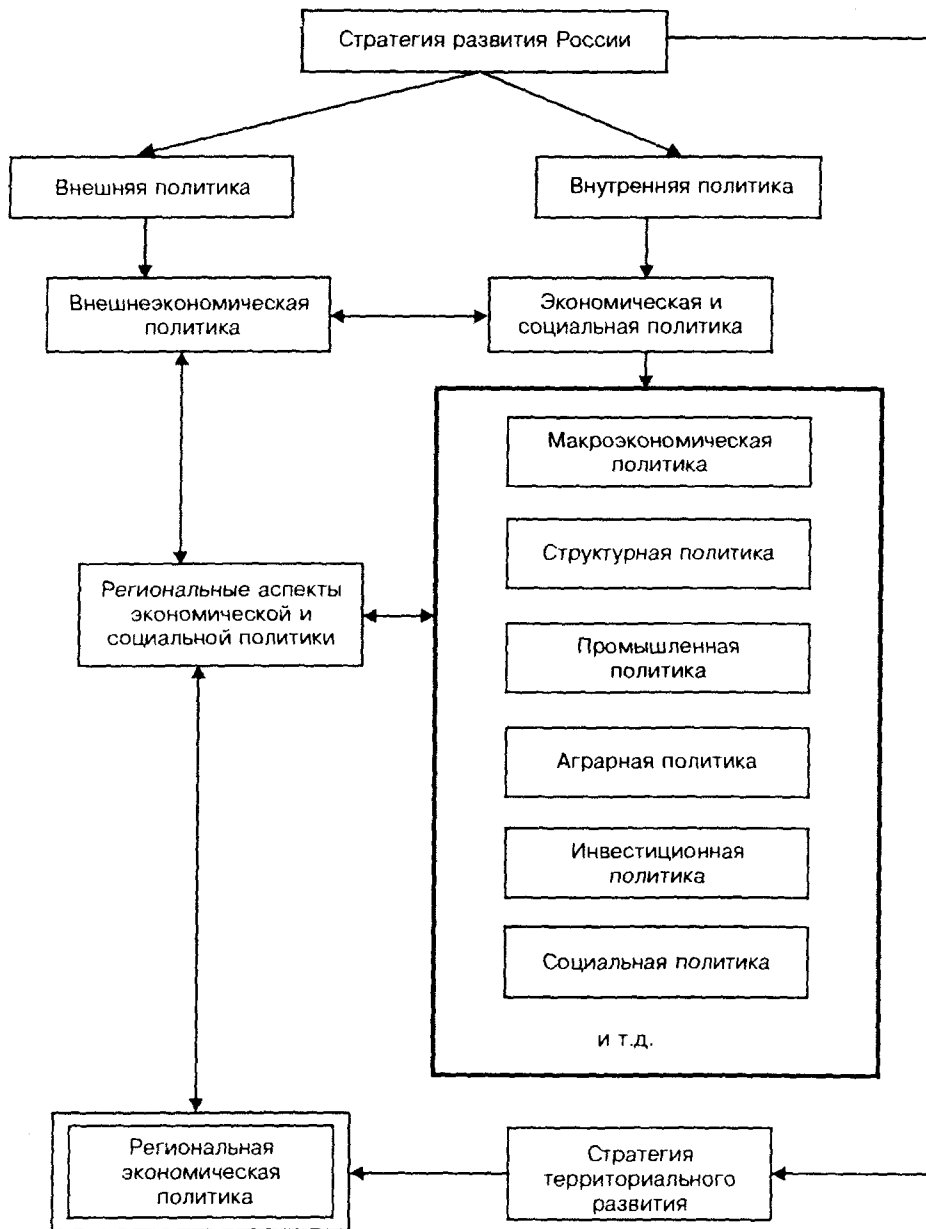 Стратегия развития России
Внешняя политика
Внутренняя политика
Внешнеэкономическая
политика
Экономическая и
социальная политика
Макроэкономическая
политика
Структурная политика
Региональные аспекты
экономической и
социальной политики
Промышленная
политика
Аграрная политика
Инвестиционная
политика
Социальная политика
и т.д.
Региональная
экономическая
политика
Стратегия
территориального
развития